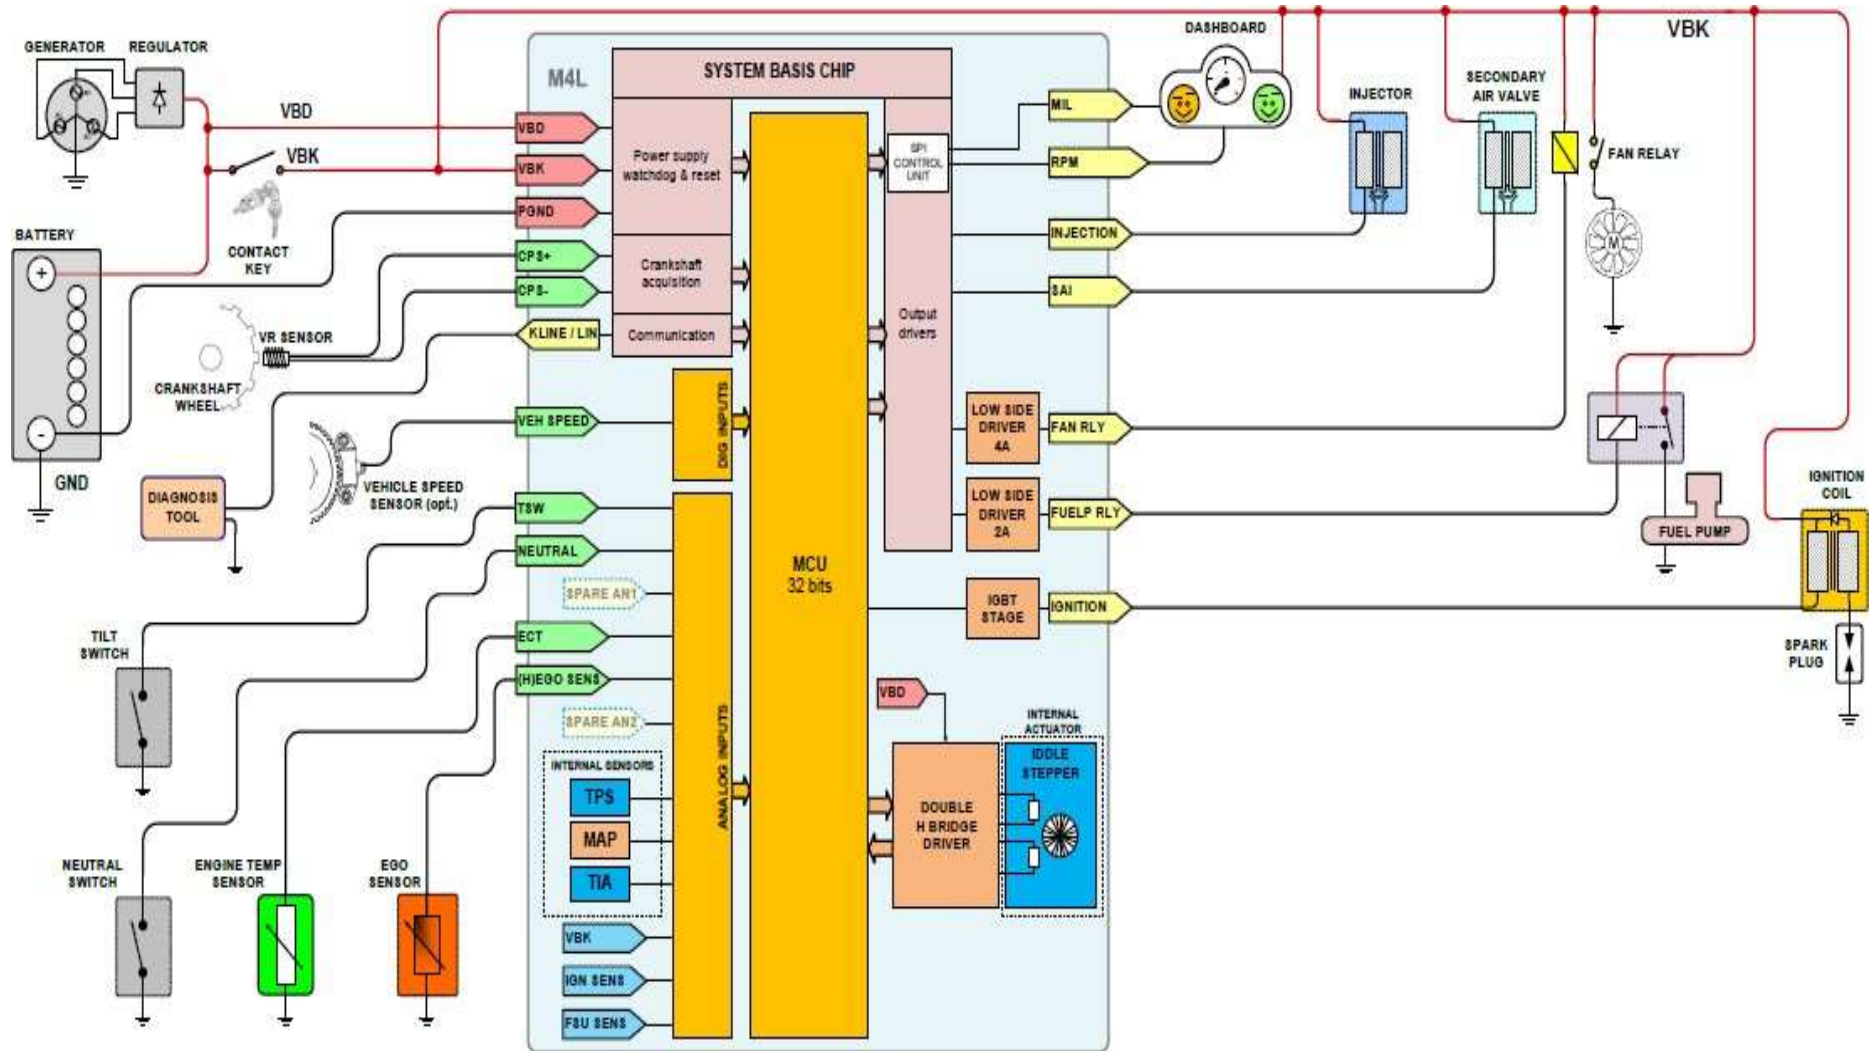 GENERATOR
REGULATOR
VBD
VBK
CONTACT
KEY
BATTERY
+
-
GND
VR SENSOR
CRANKSHAFT
WHEEL
DIAGNOSIS
TOOL
VEHICLE SPEED
SENSOR (opt.)
TILT
SWITCH
NEUTRAL
SWITCH
ENGINE TEMP
SENSOR
EGO
SENSOR
M4L
SYSTEM BASIS CHIP
VBD
VBK
PGND
CPS+
CPS-
KLINE / LIN
VEH SPEED
TSW
NEUTRAL
SPARE AN1
ECT
(H)EGO SENS
SPARE AN2
INTERNAL SENSORS
TPS
MAP
TIA
VBK
IGN SENS
FSU SENS
Power supply
watchdog & reset
Crankshaft
acquisition
Communication
DIG INPUTS
ANALOG INPUTS
MCU
32 bits
SPI
CONTROL
UNIT
Output
drivers
LOW SIDE
DRIVER
4A
LOW SIDE
DRIVER
2A
IGBT
STAGE
VBD
DOUBLE
H BRIDGE
DRIVER
INTERNAL
ACTUATOR
IDDLE
STEPPER
MIL
RPM
INJECTION
SAI
FAN RLY
FUELP RLY
IGNITION
DASHBOARD
INJECTOR
SECONDARY
AIR VALVE
VBK
FAN RELAY
M
FUEL PUMP
IGNITION
COIL
SPARK
PLUG